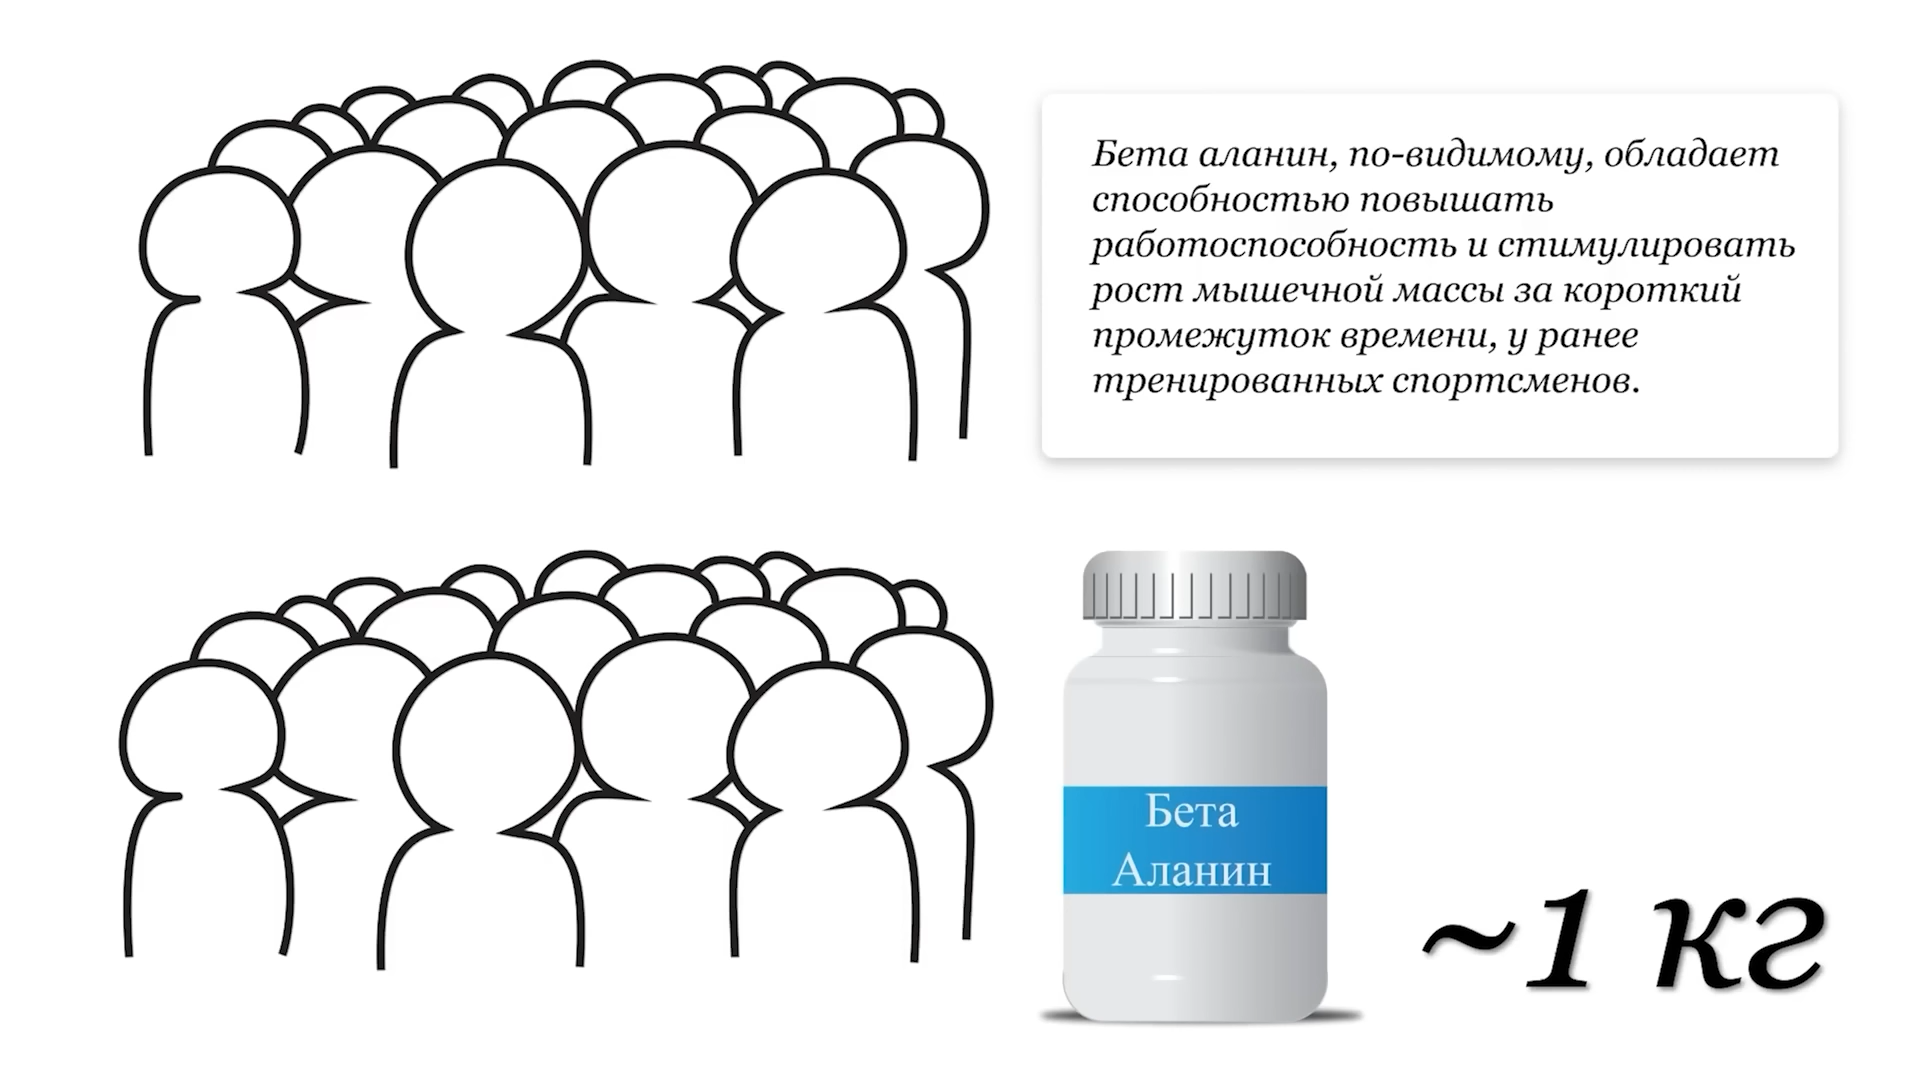 Бета аланин, по-видимому, обладает
способностью повышать
работоспособность и стимулировать
рост мышечной массы за короткий
промежуток времени, у ранее
тренированных спортсменов.
Бета
Аланин
~1 кг